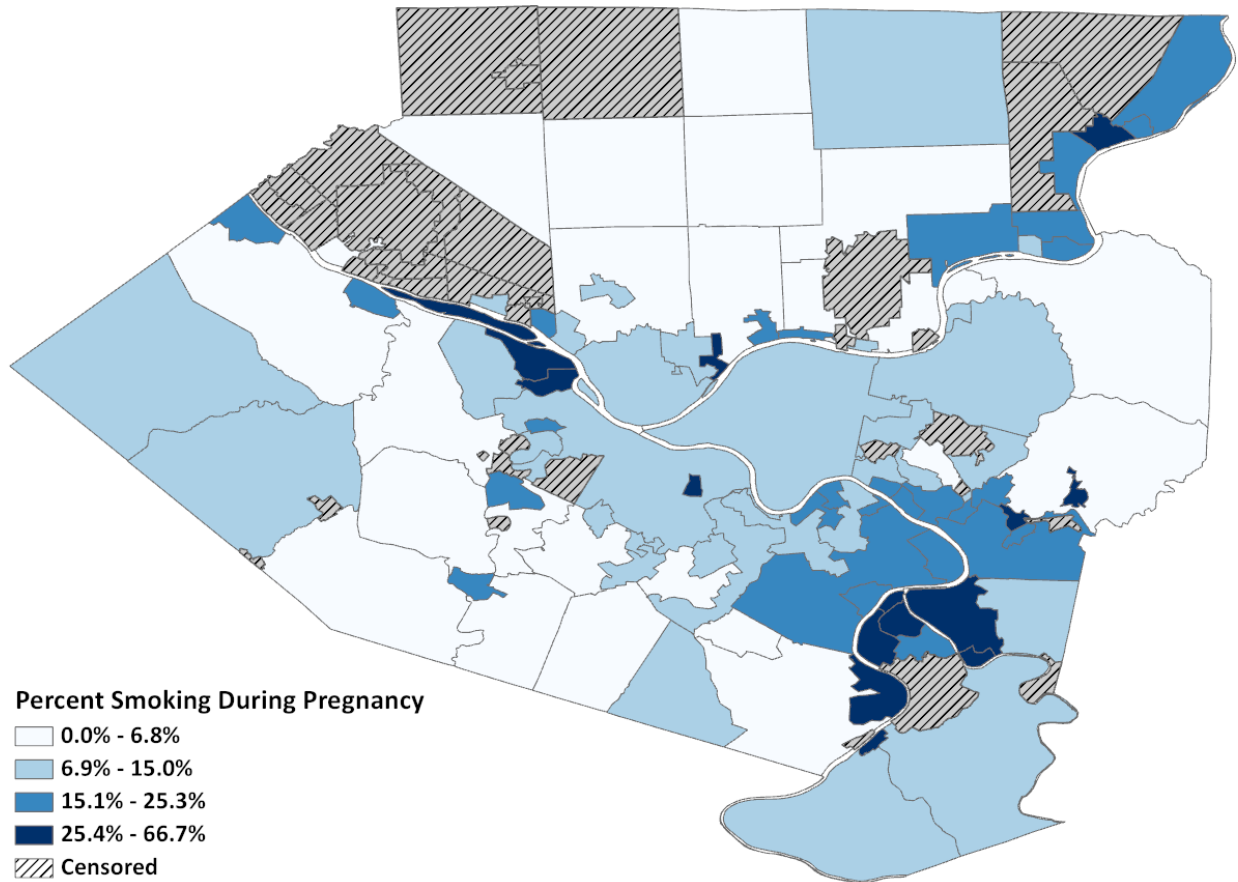 Percent Smoking During Pregnancy
0.0% - 6.8%
6.9% - 15.0%
15.1% - 25.3%
25.4% - 66.7%
Censored